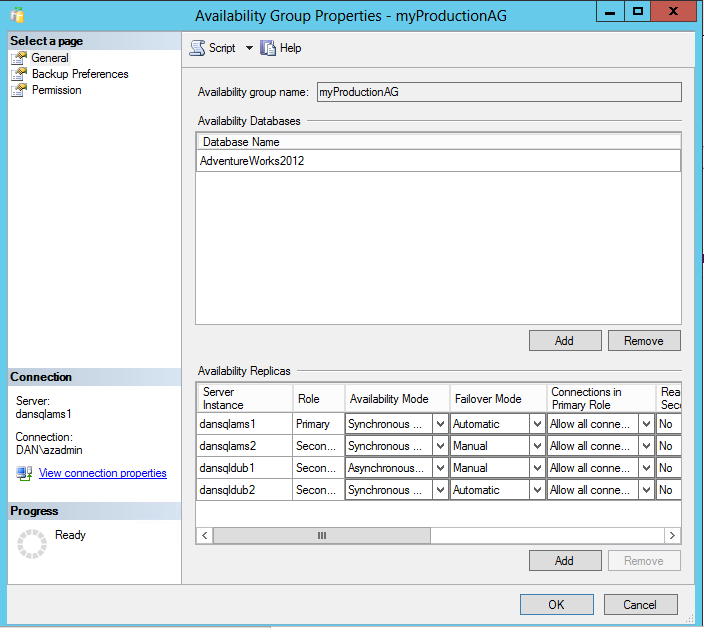 Availability Group Properties - myProductionAG
Select a page
General
Backup Preferences
Permission
Script
Help
Availability group name: myProductionAG
Availability Databases
Database Name
AdventureWorks2012
Add Remove
Availability Replicas
Server Instance Role Availability Mode Failover Mode Connections in Primary Role Rea Seco
dansqlams1 Primary Synchronous ... Automatic Allow all conne... No
dansqlams2 Secon... Synchronous ... Manual Allow all conne... No
dansqldub1 Secon... Asynchronous... Manual Allow all conne... No
dansqldub2 Secon... Synchronous ... Automatic Allow all conne... No
Add Remove
Connection
Server:
dansqlams1
Connection:
DAN\azadmin
View connection properties
Progress
Ready
OK Cancel